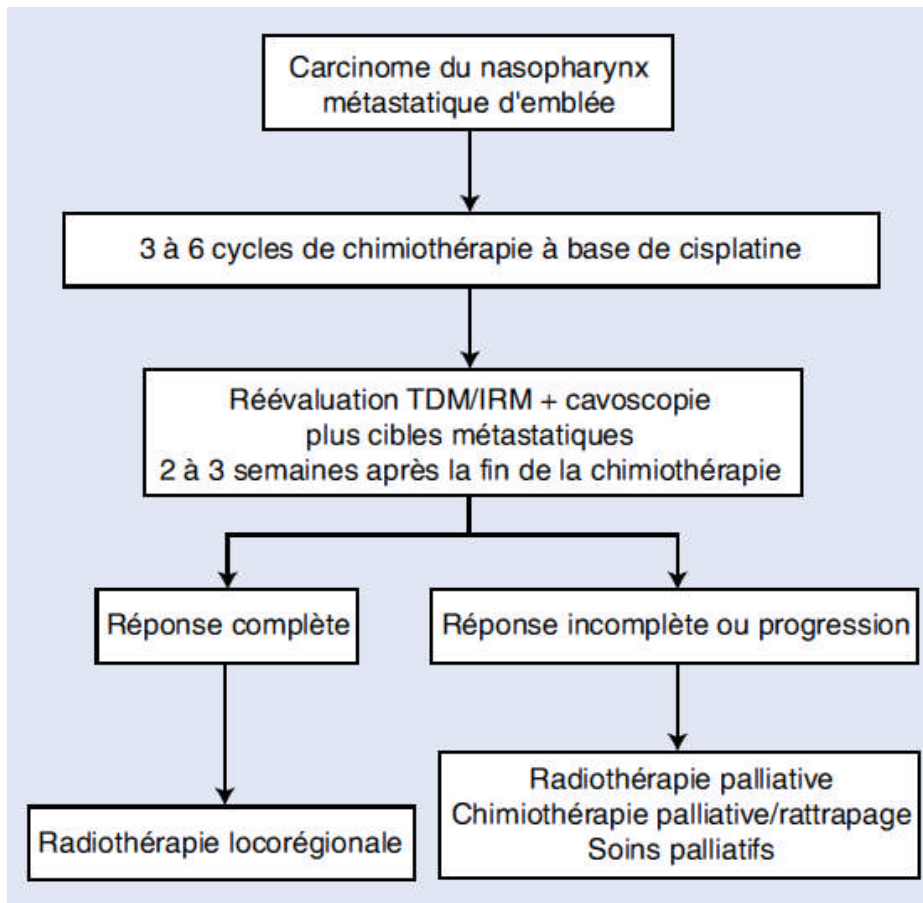 Carcinome du nasopharynx
métastatique d'emblée
3 à 6 cycles de chimiothérapie à base de cisplatine
Réévaluation TDM/IRM + cavoscopie
plus cibles métastatiques
2 à 3 semaines après la fin de la chimiothérapie
Réponse complète
Réponse incomplète ou progression
Radiothérapie locorégionale
Radiothérapie palliative
Chimiothérapie palliative/rattrapage
Soins palliatifs